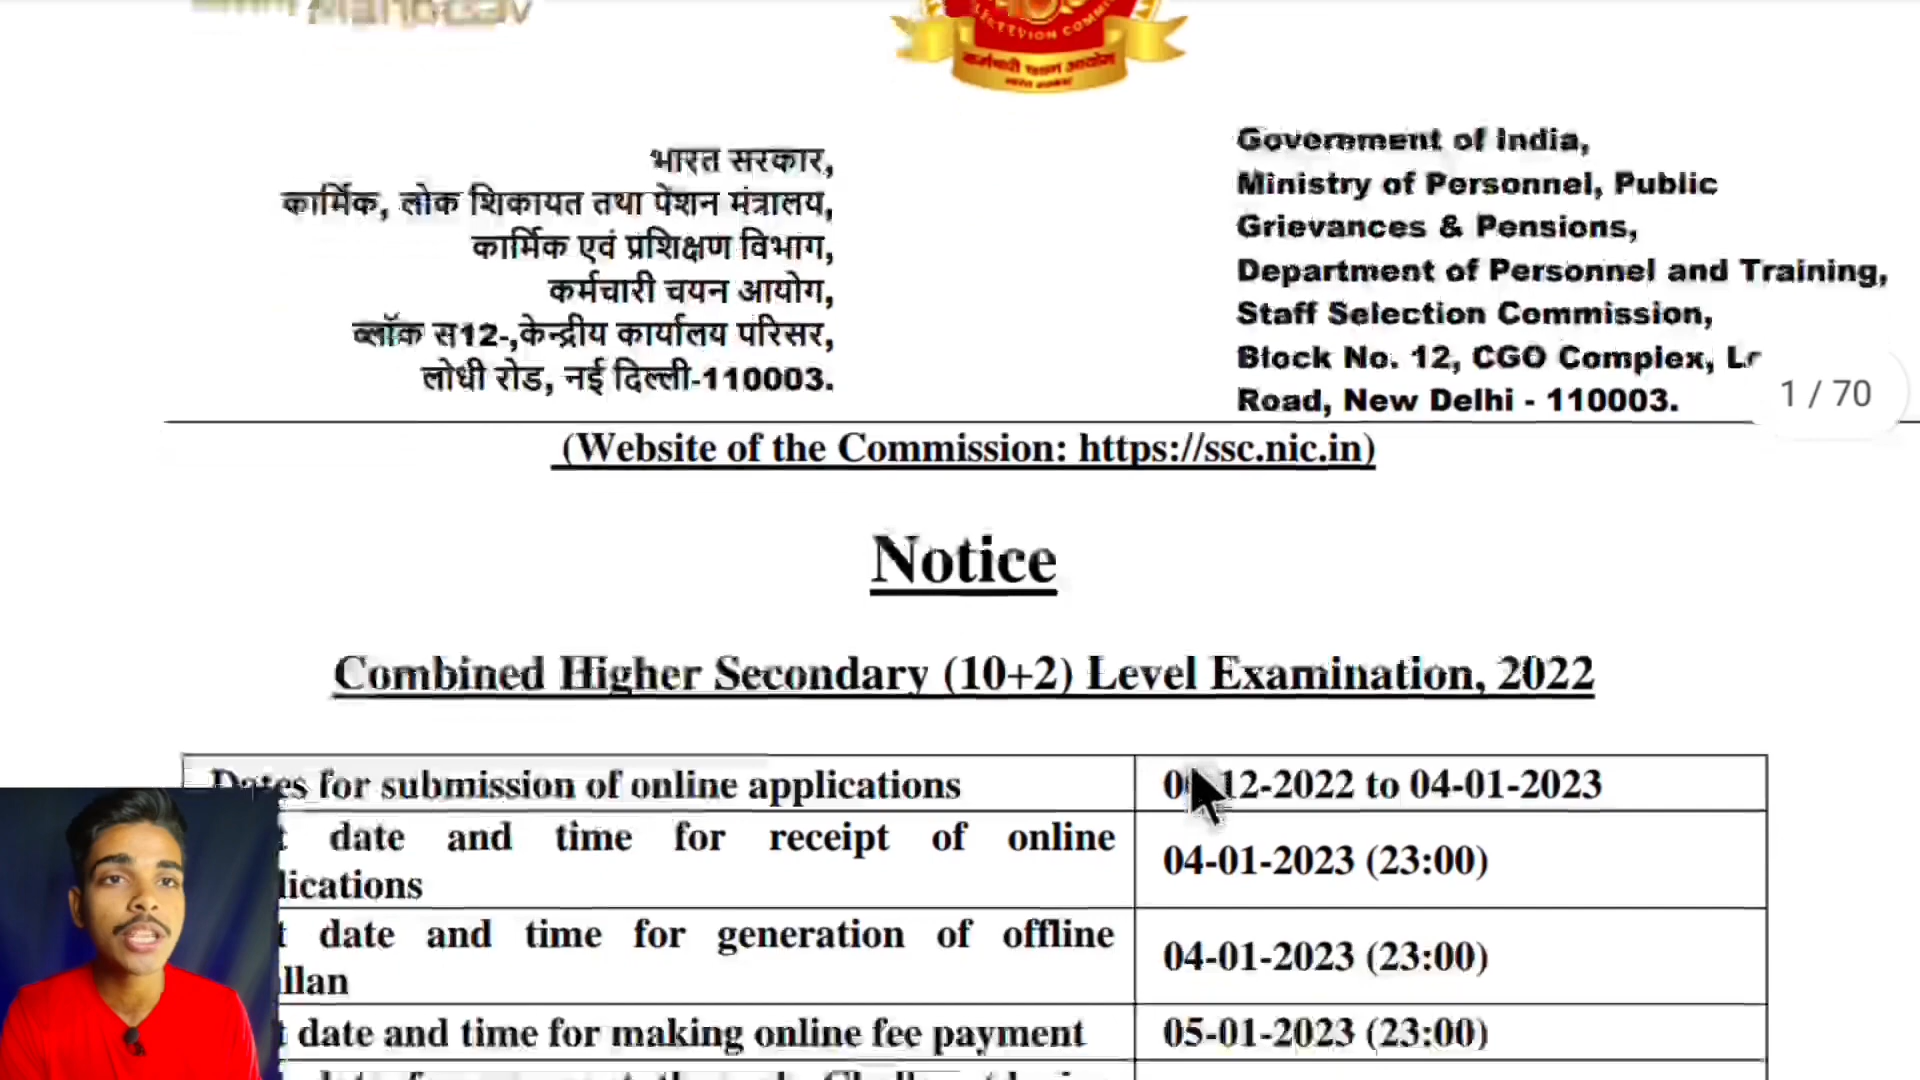 कर्मचारी चयन आयोग
भारत सरकार,
कार्मिक, लोक शिकायत तथा पेंशन मंत्रालय,
कार्मिक एवं प्रशिक्षण विभाग,
कर्मचारी चयन आयोग,
ब्लॉक स12-,केन्द्रीय कार्यालय परिसर,
लोधी रोड, नई दिल्ली-110003.
Government of India,
Ministry of Personnel, Public
Grievances & Pensions,
Department of Personnel and Training,
Staff Selection Commission,
Block No. 12, CGO Complex,
Road, New Delhi - 110003.
1 / 70
(Website of the Commission: https://ssc.nic.in)
Notice
Combined Higher Secondary (10+2) Level Examination, 2022
Dates for submission of online applications
12-2022 to 04-01-2023
date and time for receipt of online
lications
04-01-2023 (23:00)
date and time for generation of offline
llan
04-01-2023 (23:00)
date and time for making online fee payment
05-01-2023 (23:00)